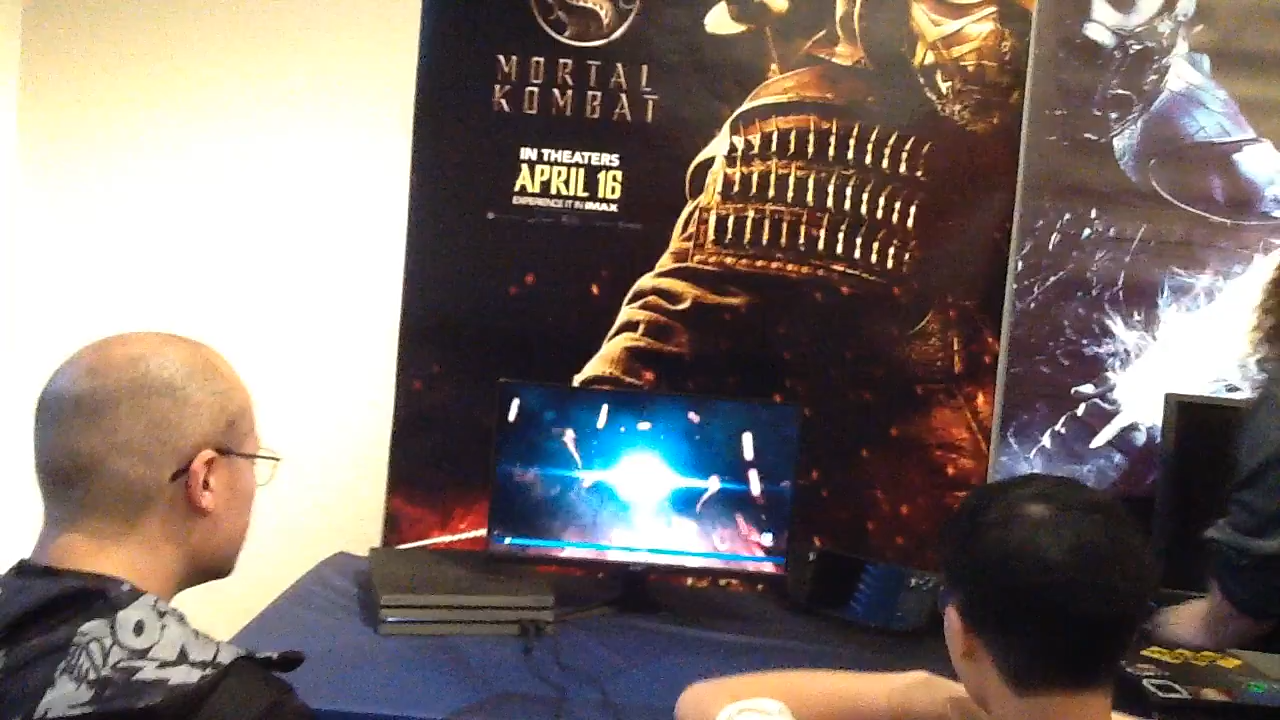 MORTAL
KOMBAT
IN THEATERS
APRIL 16
EXPERIENCE IT IN IMAX